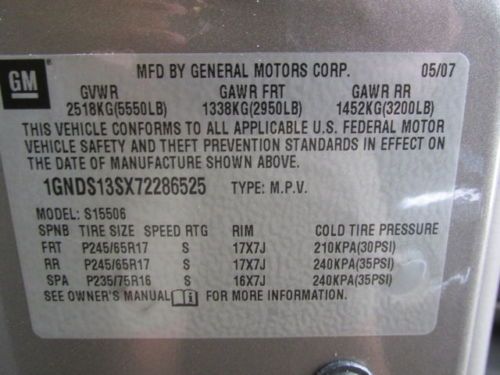 GM
MFD BY GENERAL MOTORS CORP. 05/07
GVWR GAWR FRT GAWR RR
2518KG(5550LB) 1338KG(2950LB) 1452KG(3200LB)
THIS VEHICLE CONFORMS TO ALL APPLICABLE U.S. FEDERAL MOTOR
VEHICLE SAFETY AND THEFT PREVENTION STANDARDS IN EFFECT ON
THE DATE OF MANUFACTURE SHOWN ABOVE.
1GNDS13SX72286525 TYPE: M.P.V.
MODEL: S15506
SPNB TIRE SIZE SPEED RTG RIM COLD TIRE PRESSURE
FRT P245/65R17 S 17X7J 210KPA(30PSI)
RR P245/65R17 S 17X7J 240KPA(35PSI)
SPA P235/75R16 S 16X7J 240KPA(35PSI)
SEE OWNER'S MANUAL FOR MORE INFORMATION.